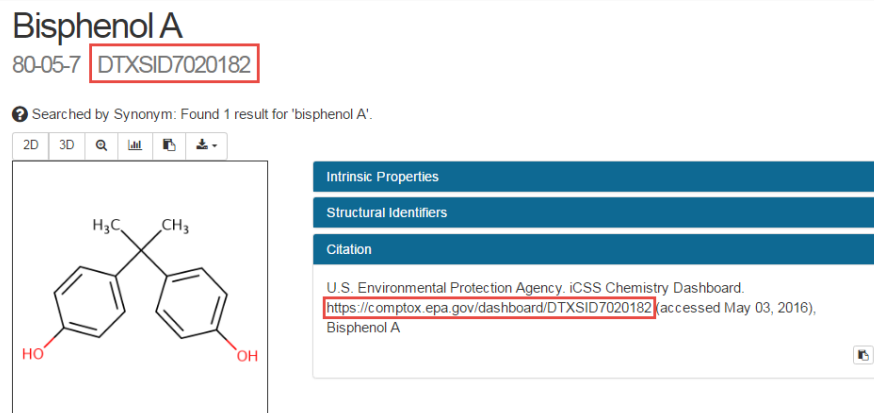 Bisphenol A
80-05-7 DTXSID7020182
? Searched by Synonym: Found 1 result for 'bisphenol A'.
2D 3D
Intrinsic Properties
Structural Identifiers
Citation
H₃C CH₃
HO OH
U.S. Environmental Protection Agency. iCSS Chemistry Dashboard.
https://comptox.epa.gov/dashboard/DTXSID7020182 (accessed May 03, 2016),
Bisphenol A